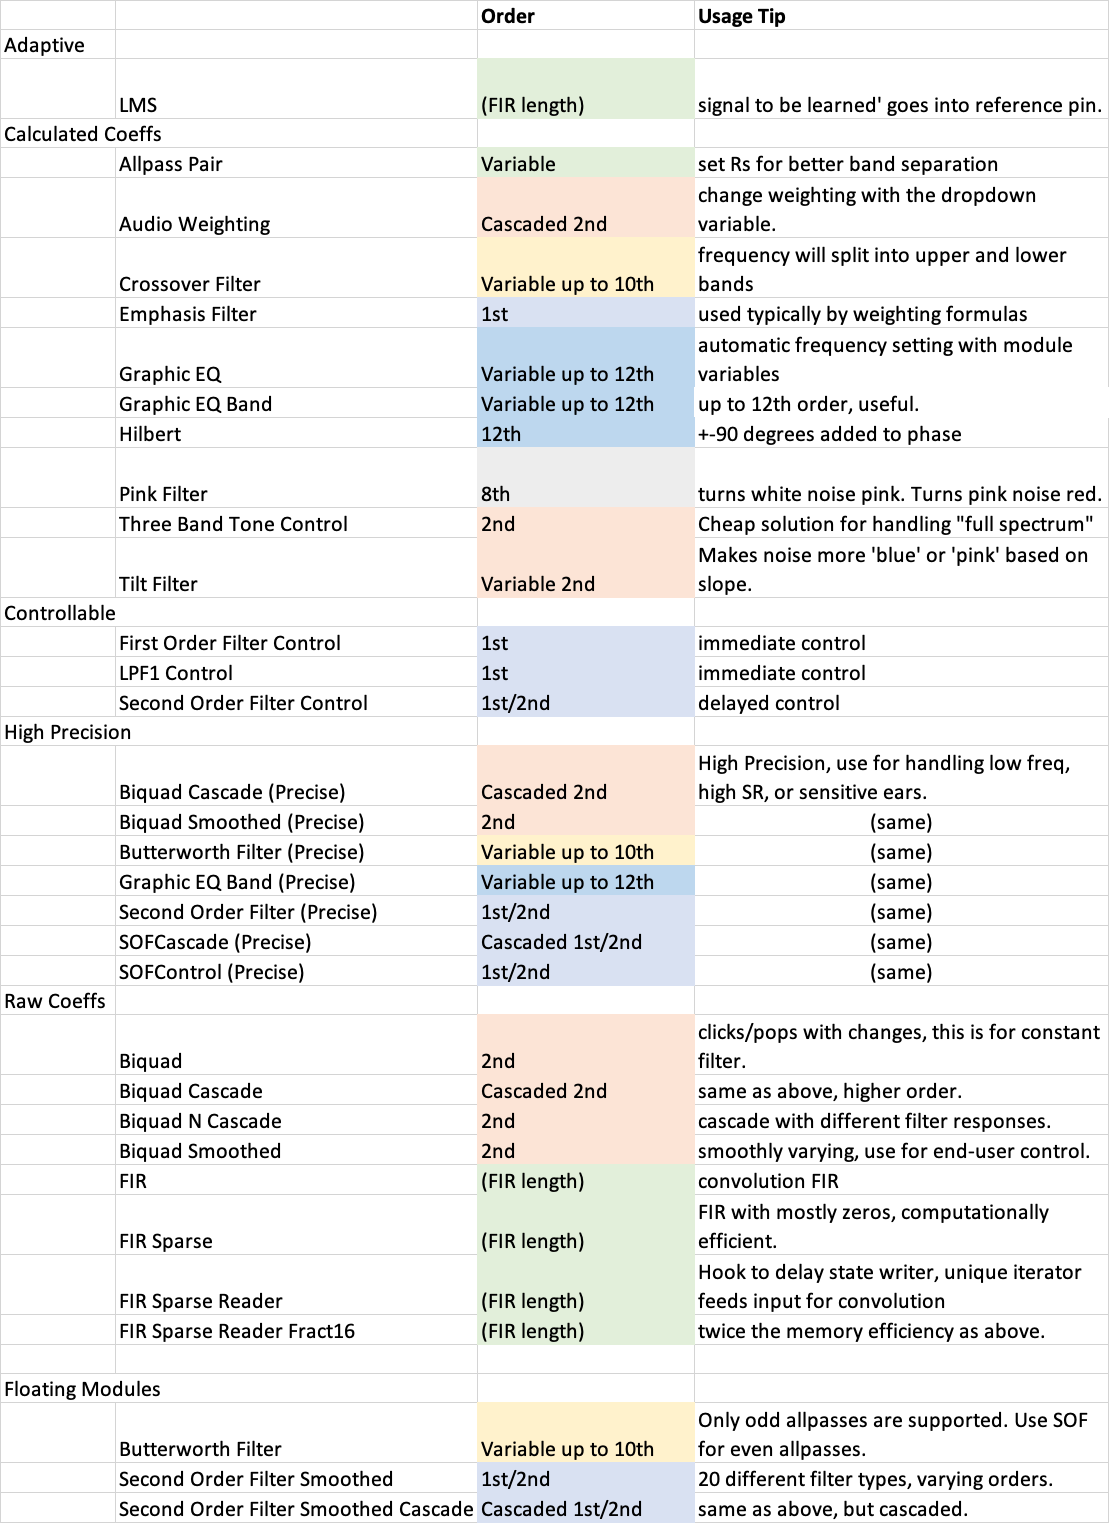 Order Usage Tip
Adaptive
LMS (FIR length) signal to be learned' goes into reference pin.
Calculated Coeffs
Allpass Pair Variable set Rs for better band separation
change weighting with the dropdown
Audio Weighting Cascaded 2nd variable.
frequency will split into upper and lower
Crossover Filter Variable up to 10th bands
Emphasis Filter 1st used typically by weighting formulas
automatic frequency setting with module
Graphic EQ Variable up to 12th variables
Graphic EQ Band Variable up to 12th up to 12th order, useful.
Hilbert 12th +-90 degrees added to phase
Pink Filter 8th turns white noise pink. Turns pink noise red.
Three Band Tone Control 2nd Cheap solution for handling "full spectrum"
Makes noise more 'blue' or 'pink' based on
Tilt Filter Variable 2nd slope.
Controllable
First Order Filter Control 1st immediate control
LPF1 Control 1st immediate control
Second Order Filter Control 1st/2nd delayed control
High Precision
High Precision, use for handling low freq,
Biquad Cascade (Precise) Cascaded 2nd high SR, or sensitive ears.
Biquad Smoothed (Precise) 2nd (same)
Butterworth Filter (Precise) Variable up to 10th (same)
Graphic EQ Band (Precise) Variable up to 12th (same)
Second Order Filter (Precise) 1st/2nd (same)
SOFCascade (Precise) Cascaded 1st/2nd (same)
SOFControl (Precise) 1st/2nd (same)
Raw Coeffs
clicks/pops with changes, this is for constant
Biquad 2nd filter.
Biquad Cascade Cascaded 2nd same as above, higher order.
Biquad N Cascade 2nd cascade with different filter responses.
Biquad Smoothed 2nd smoothly varying, use for end-user control.
FIR (FIR length) convolution FIR
FIR with mostly zeros, computationally
FIR Sparse (FIR length) efficient.
Hook to delay state writer, unique iterator
FIR Sparse Reader (FIR length) feeds input for convolution
FIR Sparse Reader Fract16 (FIR length) twice the memory efficiency as above.
Floating Modules
Only odd allpasses are supported. Use SOF
Butterworth Filter Variable up to 10th for even allpasses.
Second Order Filter Smoothed 1st/2nd 20 different filter types, varying orders.
Second Order Filter Smoothed Cascade Cascaded 1st/2nd same as above, but cascaded.